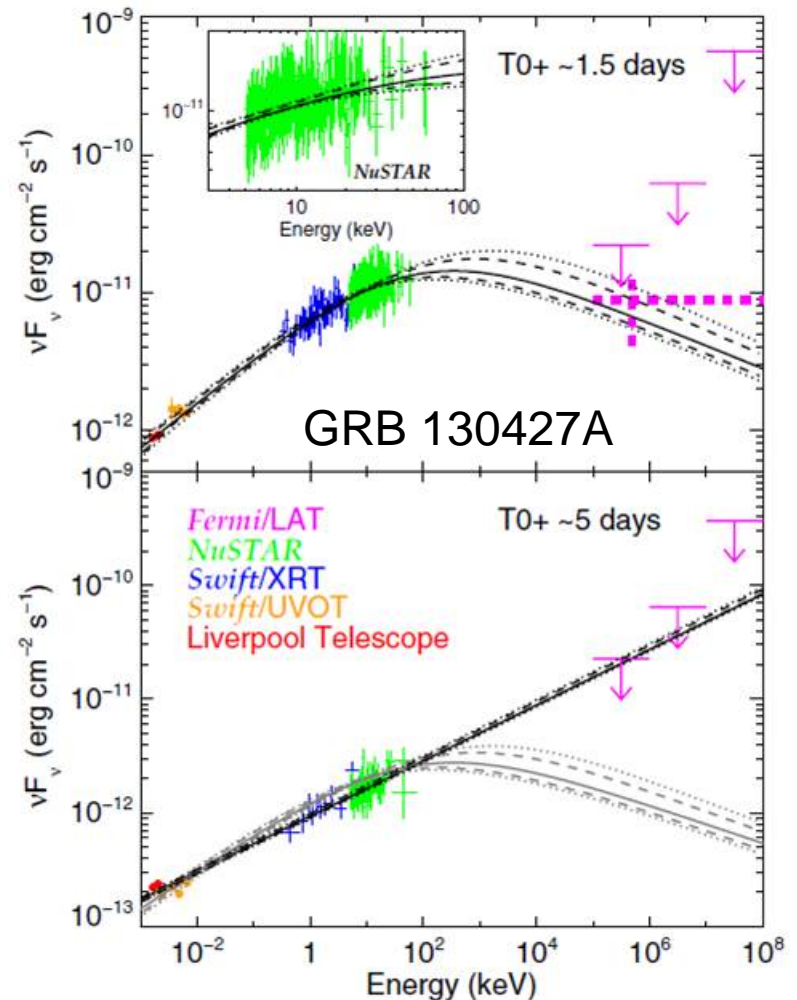 10⁻⁹
10⁻¹⁰
10⁻¹¹
10⁻¹²
νFν (erg cm⁻² s⁻¹)
T0+ ~1.5 days
10⁻¹¹
NuSTAR
10
100
Energy (keV)
GRB 130427A
10⁻⁹
10⁻¹⁰
10⁻¹¹
10⁻¹²
10⁻¹³
νFν (erg cm⁻² s⁻¹)
T0+ ~5 days
Fermi/LAT
NuSTAR
Swift/XRT
Swift/UVOT
Liverpool Telescope
10⁻²
1
10²
10⁴
10⁶
10⁸
Energy (keV)